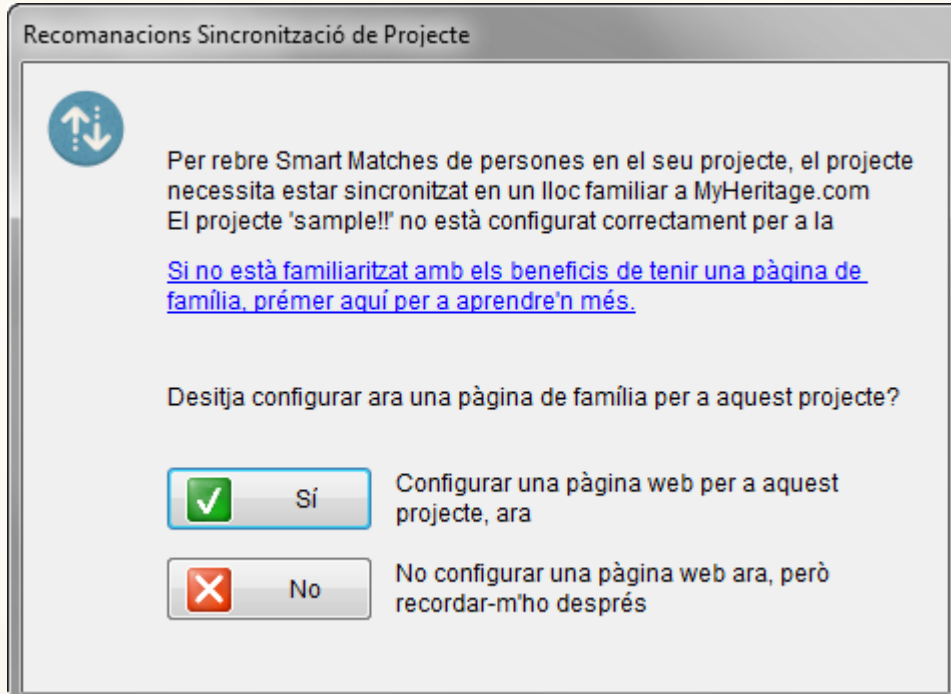 Recomanacions Sincronització de Projecte
Per rebre Smart Matches de persones en el seu projecte, el projecte
necessita estar sincronitzat en un lloc familiar a MyHeritage.com
El projecte 'sample!!' no està configurat correctament per a la
Si no està familiaritzat amb els beneficis de tenir una pàgina de
família, prémer aquí per a aprendre'n més.
Desitja configurar ara una pàgina de família per a aquest projecte?
Sí
Configurar una pàgina web per a aquest
projecte, ara
No
No configurar una pàgina web ara, però
recordar-m'ho després